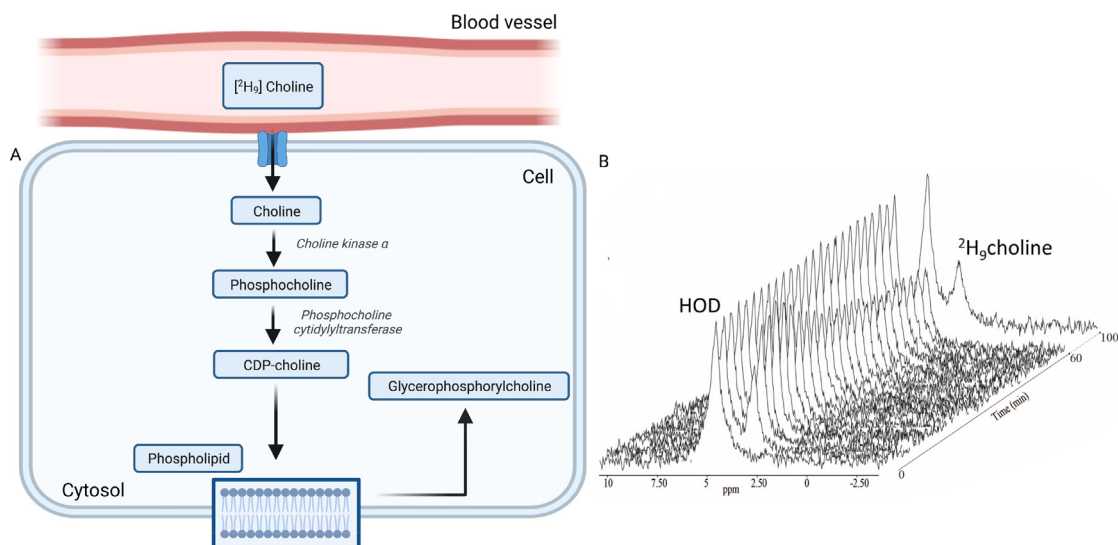 Blood vessel
[²H₉] Choline
A
Cell
Choline
Choline kinase α
Phosphocholine
Phosphocholine
cytidylyltransferase
CDP-choline
Glycerophosphorylcholine
Phospholipid
Cytosol
B
²H₉choline
HOD
100
60
Time (min)
0
10 7.50 5 2.50 0 -2.50
ppm